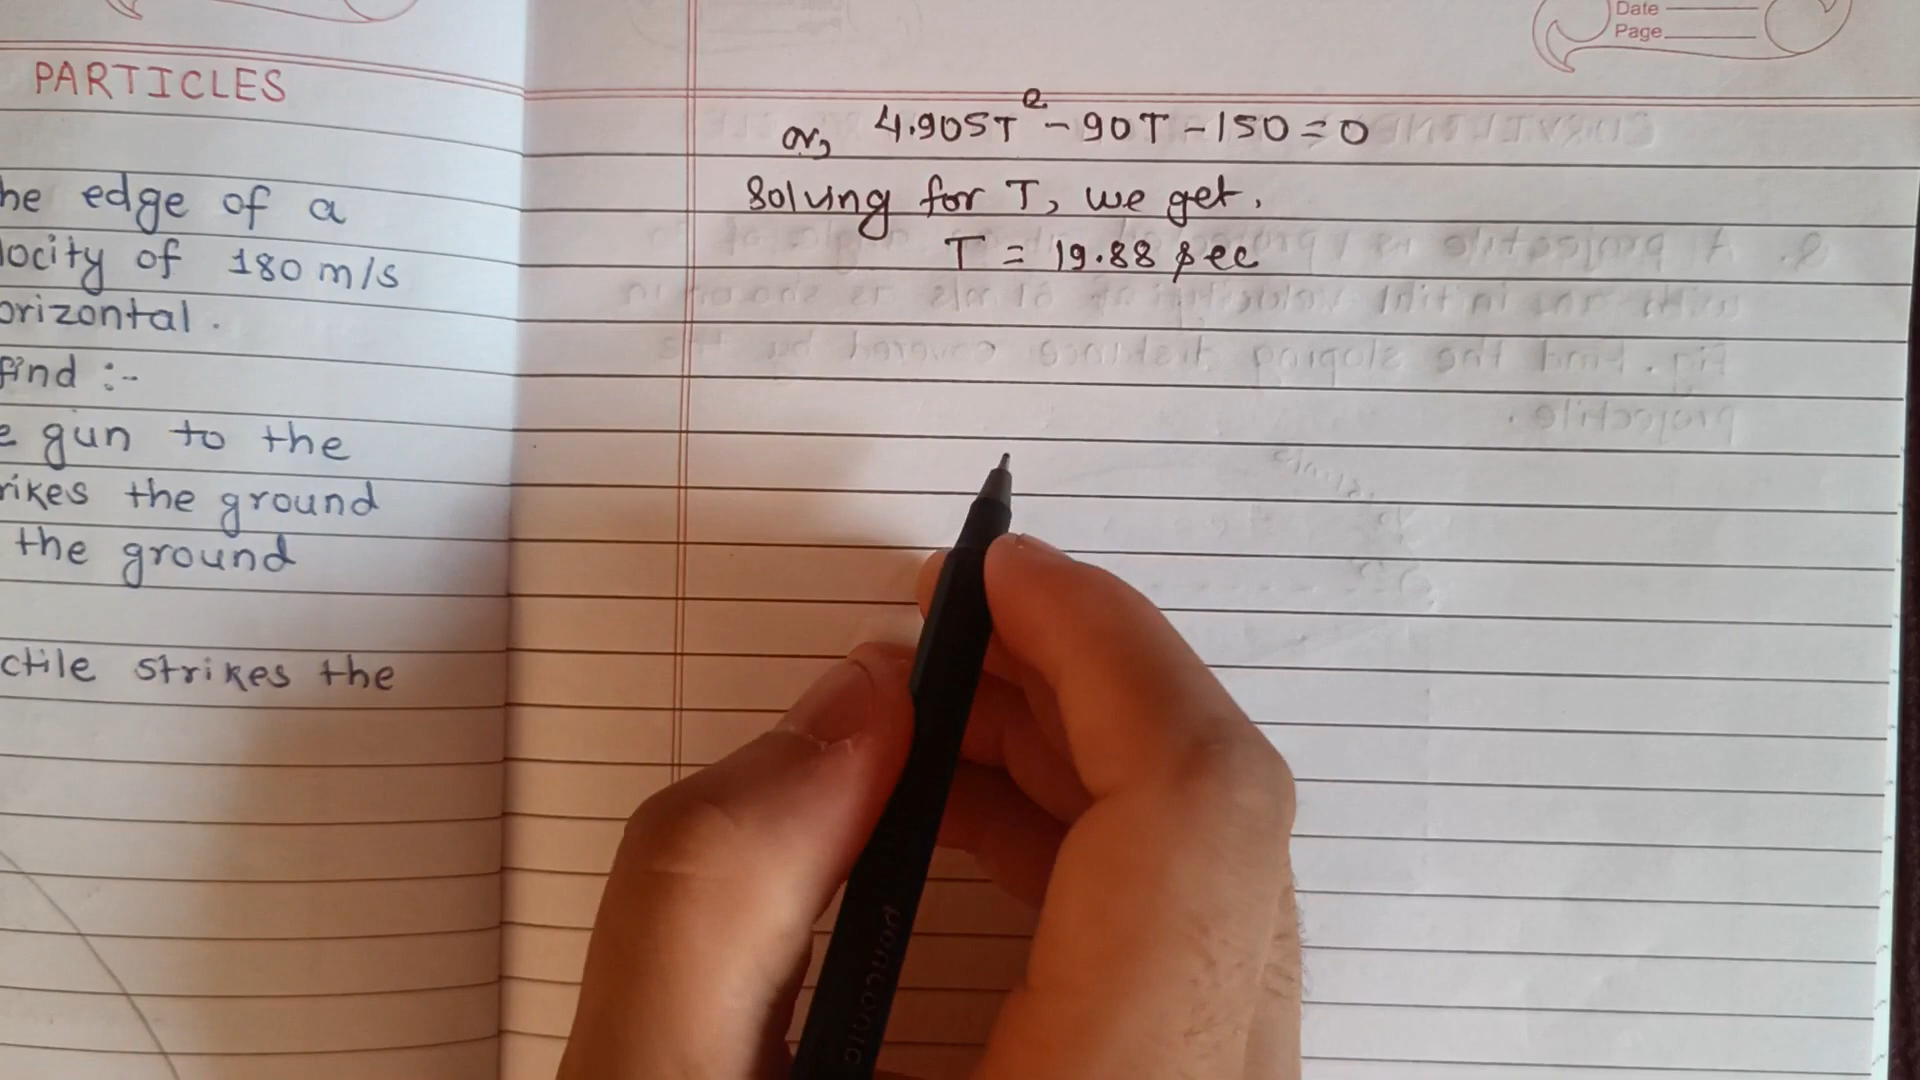 PARTICLES
he edge of a
locity of 180 m/s
orizontal.
find :-
e gun to the
rikes the ground
the ground
ctile strikes the
Date
Page
or, 4.905T² - 90T - 150 = 0
Solving for T, we get,
T = 19.88 sec